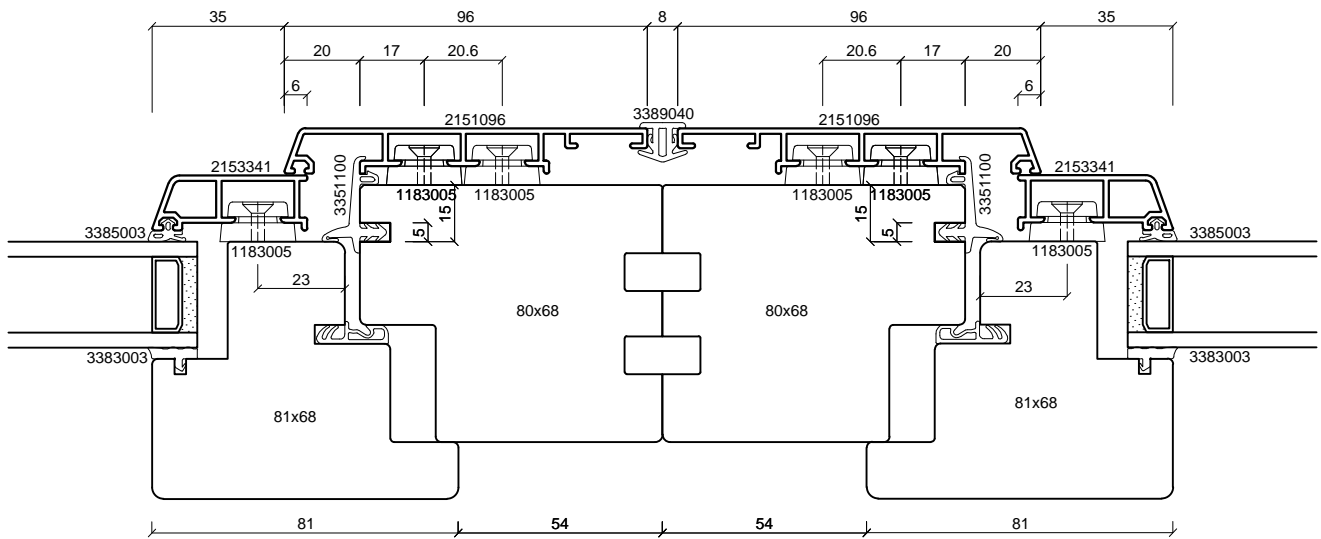 35 96 8 96 35
20 17 20.6 20.6 17 20
6 6
3389040
2151096 2151096
2153341 2153341
3351100 3351100
1183005 1183005 1183005 1183005
15 15
5 5
3385003 3385003
1183005 1183005
23 23
80x68 80x68
3383003 3383003
81x68 81x68
81 54 54 81